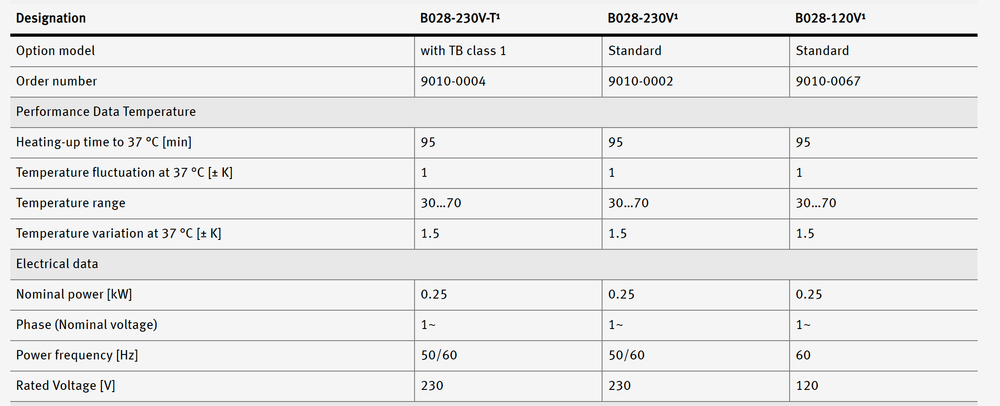 Designation B028-230V-T¹ B028-230V¹ B028-120V¹
Option model with TB class 1 Standard Standard
Order number 9010-0004 9010-0002 9010-0067
Performance Data Temperature
Heating-up time to 37 °C [min] 95 95 95
Temperature fluctuation at 37 °C [± K] 1 1 1
Temperature range 30...70 30...70 30...70
Temperature variation at 37 °C [± K] 1.5 1.5 1.5
Electrical data
Nominal power [kW] 0.25 0.25 0.25
Phase (Nominal voltage) 1~ 1~ 1~
Power frequency [Hz] 50/60 50/60 60
Rated Voltage [V] 230 230 120